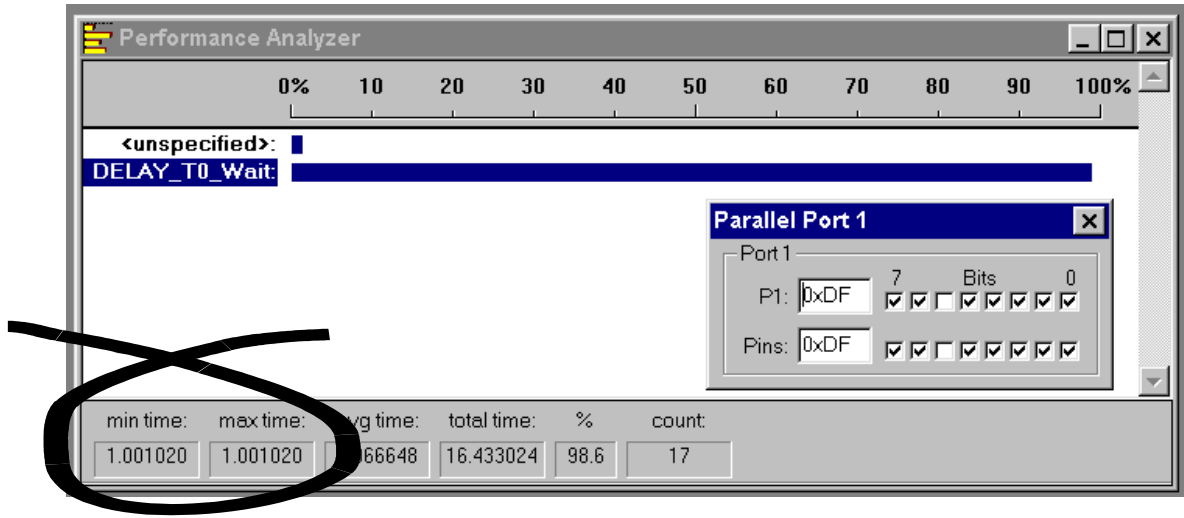 Performance Analyzer
0% 10 20 30 40 50 60 70 80 90 100%
<unspecified>:
DELAY_T0_Wait:
Parallel Port 1
Port 1
7 Bits 0
P1: 0xDF
Pins: 0xDF
min time: max time: time: total time: % count:
1.001020 1.001020 16.433024 98.6 17